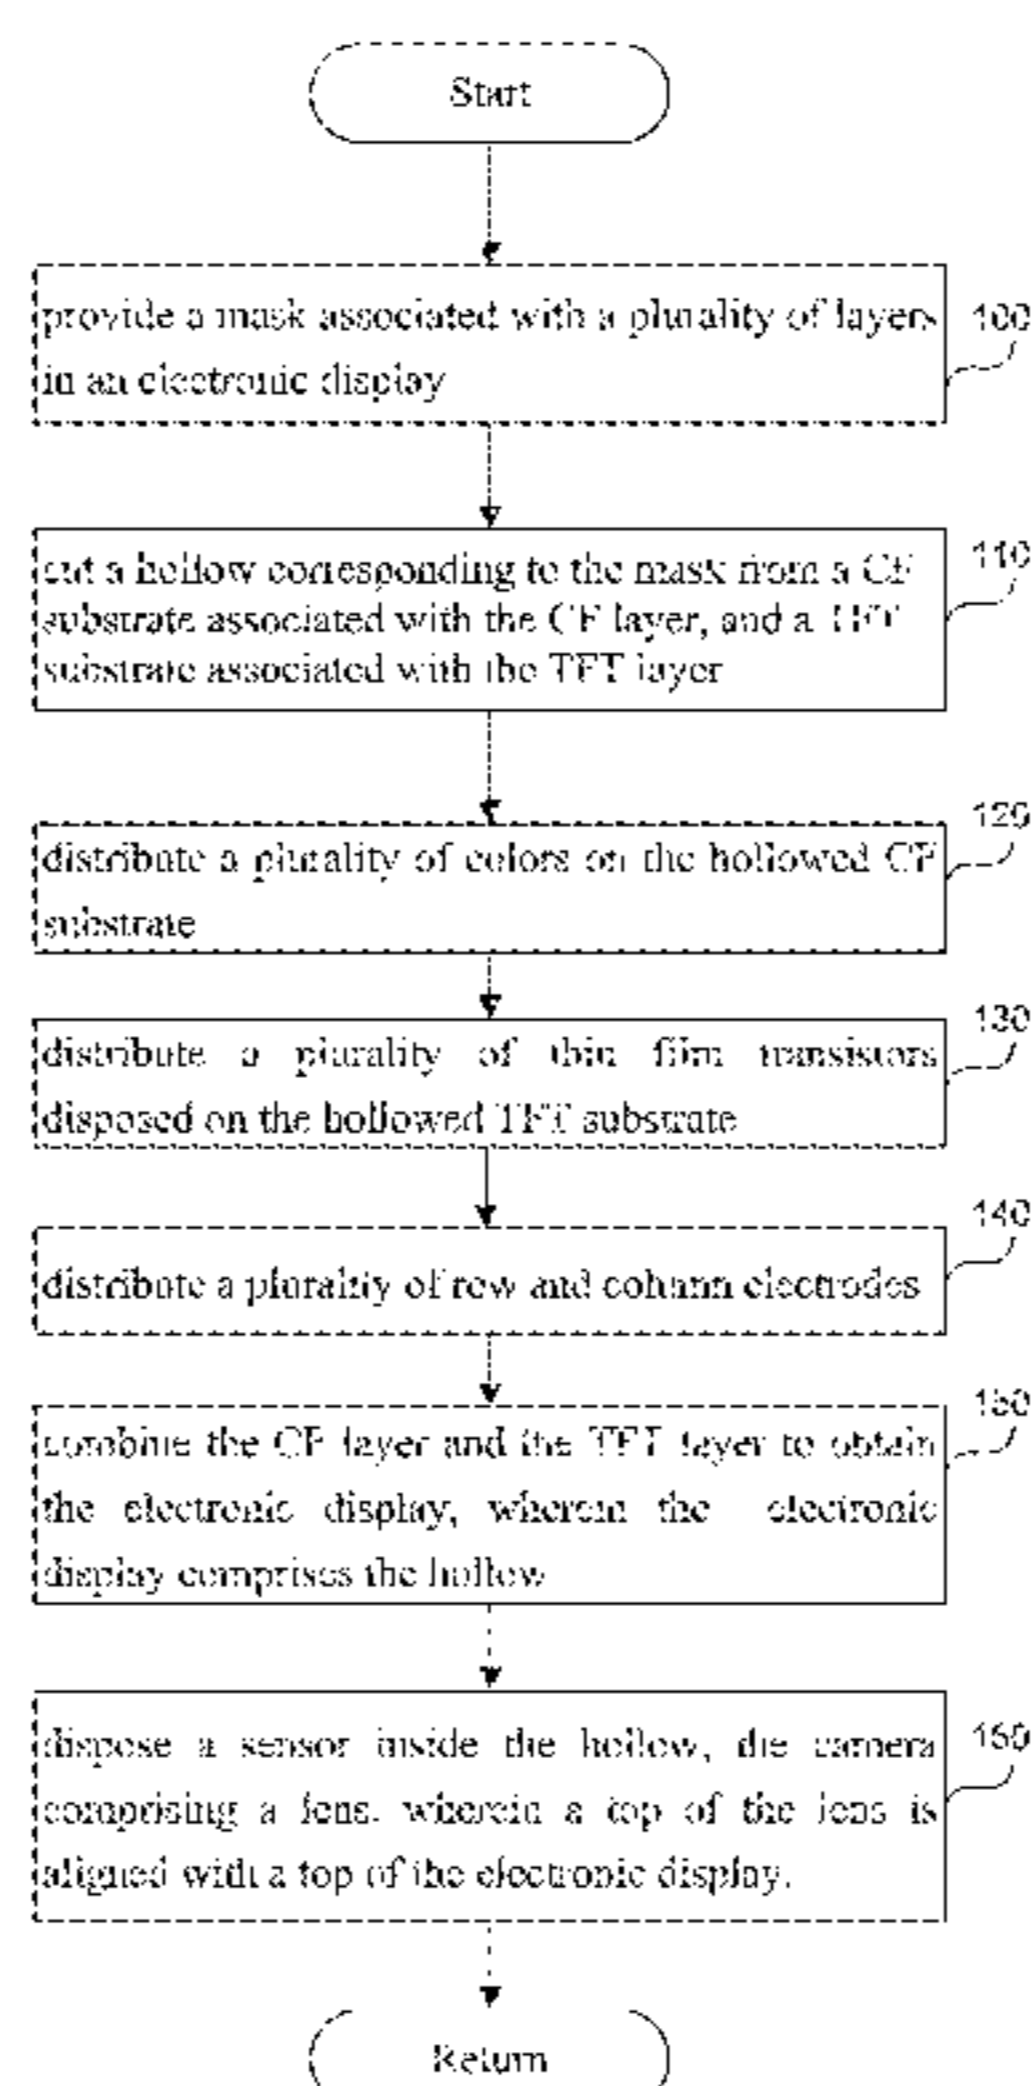 Start
provide a mask associated with a plurality of layers
in an electronic display
100
cut a hollow corresponding to the mask from a CF
substrate associated with the CF layer, and a TFT
substrate associated with the TFT layer
110
distribute a plurality of colors on the hollowed CF
substrate
120
distribute a plurality of thin film transistors
disposed on the hollowed TFT substrate
130
distribute a plurality of row and column electrodes
140
combine the CF layer and the TFT layer to obtain
the electronic display, wherein the electronic
display comprises the hollow
150
dispose a sensor inside the hollow, the camera
comprising a lens, wherein a top of the lens is
aligned with a top of the electronic display.
160
Return